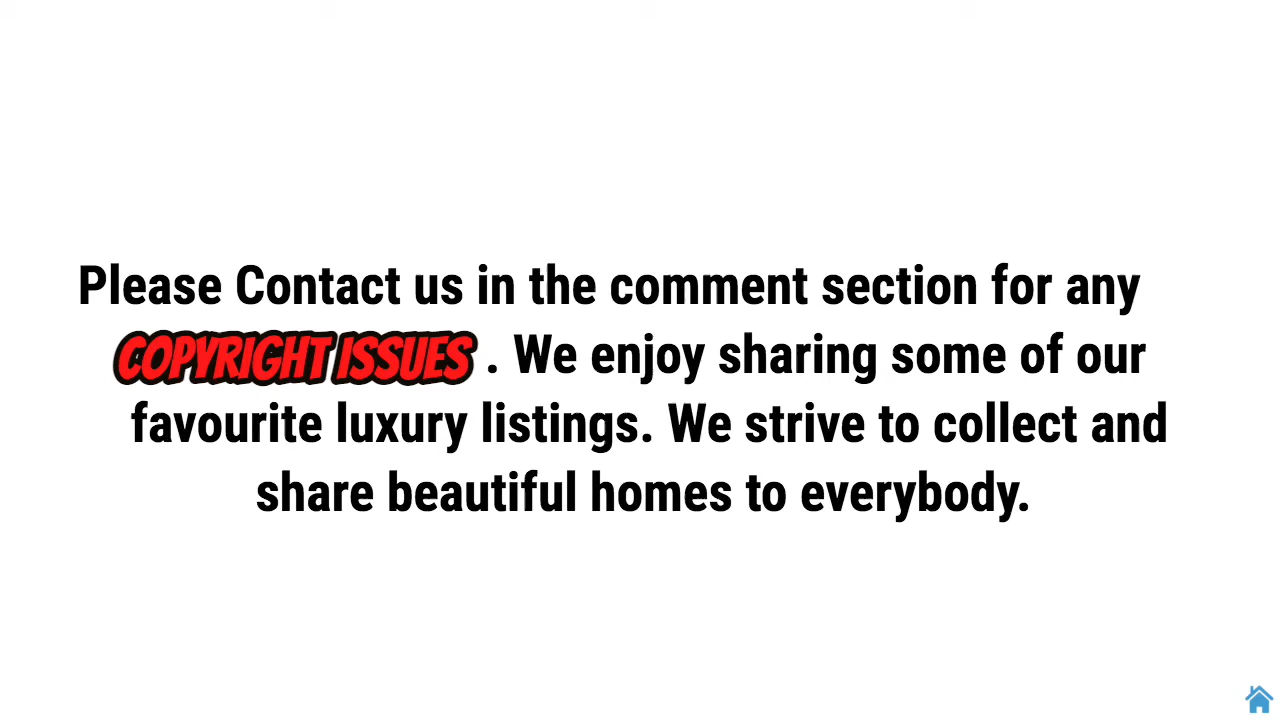 Please Contact us in the comment section for any
COPYRIGHT ISSUES . We enjoy sharing some of our
favourite luxury listings. We strive to collect and
share beautiful homes to everybody.